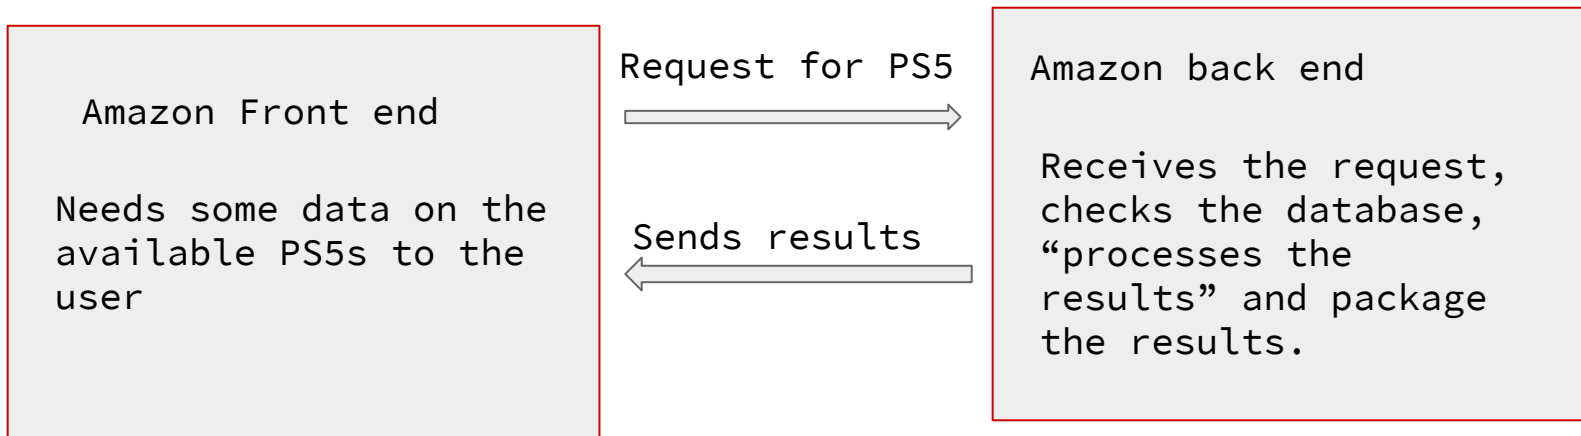 Amazon Front end
Needs some data on the
available PS5s to the
user
Request for PS5
Sends results
Amazon back end
Receives the request,
checks the database,
“processes the
results” and package
the results.